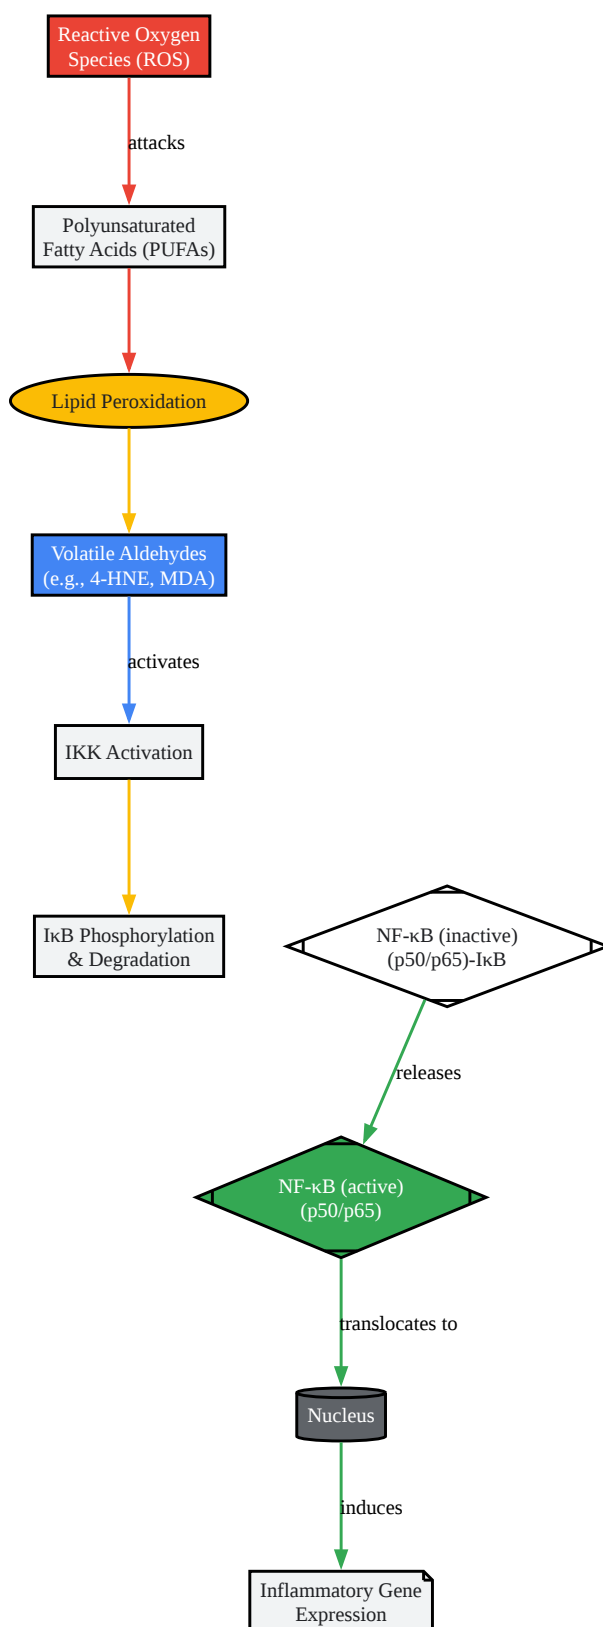 Reactive Oxygen
Species (ROS)
attacks
Polyunsaturated
Fatty Acids (PUFAs)
Lipid Peroxidation
Volatile Aldehydes
(e.g., 4-HNE, MDA)
activates
IKK Activation
IκB Phosphorylation
& Degradation
NF-κB (inactive)
(p50/p65)-IκB
releases
NF-κB (active)
(p50/p65)
translocates to
Nucleus
induces
Inflammatory Gene
Expression